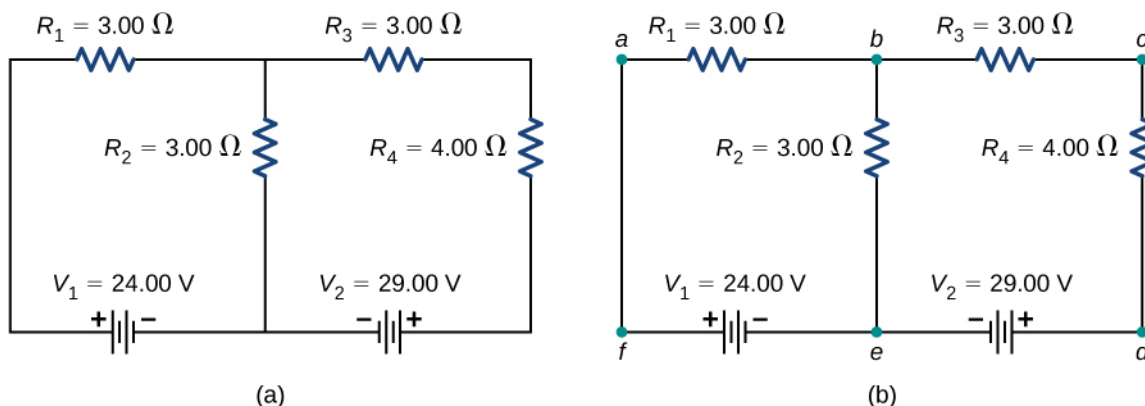 R₁ = 3.00 Ω
R₃ = 3.00 Ω
R₂ = 3.00 Ω
R₄ = 4.00 Ω
V₁ = 24.00 V
V₂ = 29.00 V
+ −
− +
(a)
a
R₁ = 3.00 Ω
b
R₃ = 3.00 Ω
c
R₂ = 3.00 Ω
R₄ = 4.00 Ω
V₁ = 24.00 V
V₂ = 29.00 V
+ −
− +
f
e
d
(b)